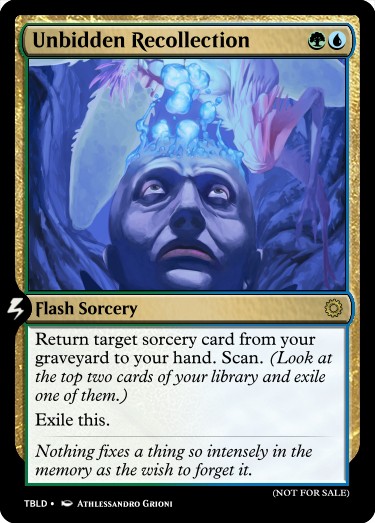 Unbidden Recollection
Flash Sorcery
Return target sorcery card from your
graveyard to your hand. Scan. (Look at
the top two cards of your library and exile
one of them.)
Exile this.
Nothing fixes a thing so intensely in the
memory as the wish to forget it.
(NOT FOR SALE)
TBLD • Athlessandro Grioni